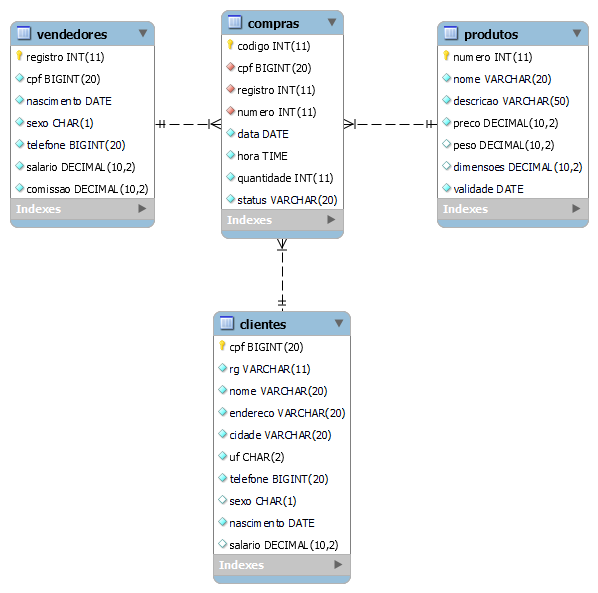 vendedores
registro INT(11)
cpf BIGINT(20)
nascimento DATE
sexo CHAR(1)
telefone BIGINT(20)
salario DECIMAL(10,2)
comissao DECIMAL(10,2)
Indexes
compras
codigo INT(11)
cpf BIGINT(20)
registro INT(11)
numero INT(11)
data DATE
hora TIME
quantidade INT(11)
status VARCHAR(20)
Indexes
produtos
numero INT(11)
nome VARCHAR(20)
descricao VARCHAR(50)
preco DECIMAL(10,2)
peso DECIMAL(10,2)
dimensoes DECIMAL(10,2)
validade DATE
Indexes
clientes
cpf BIGINT(20)
rg VARCHAR(11)
nome VARCHAR(20)
endereco VARCHAR(20)
cidade VARCHAR(20)
uf CHAR(2)
telefone BIGINT(20)
sexo CHAR(1)
nascimento DATE
salario DECIMAL(10,2)
Indexes